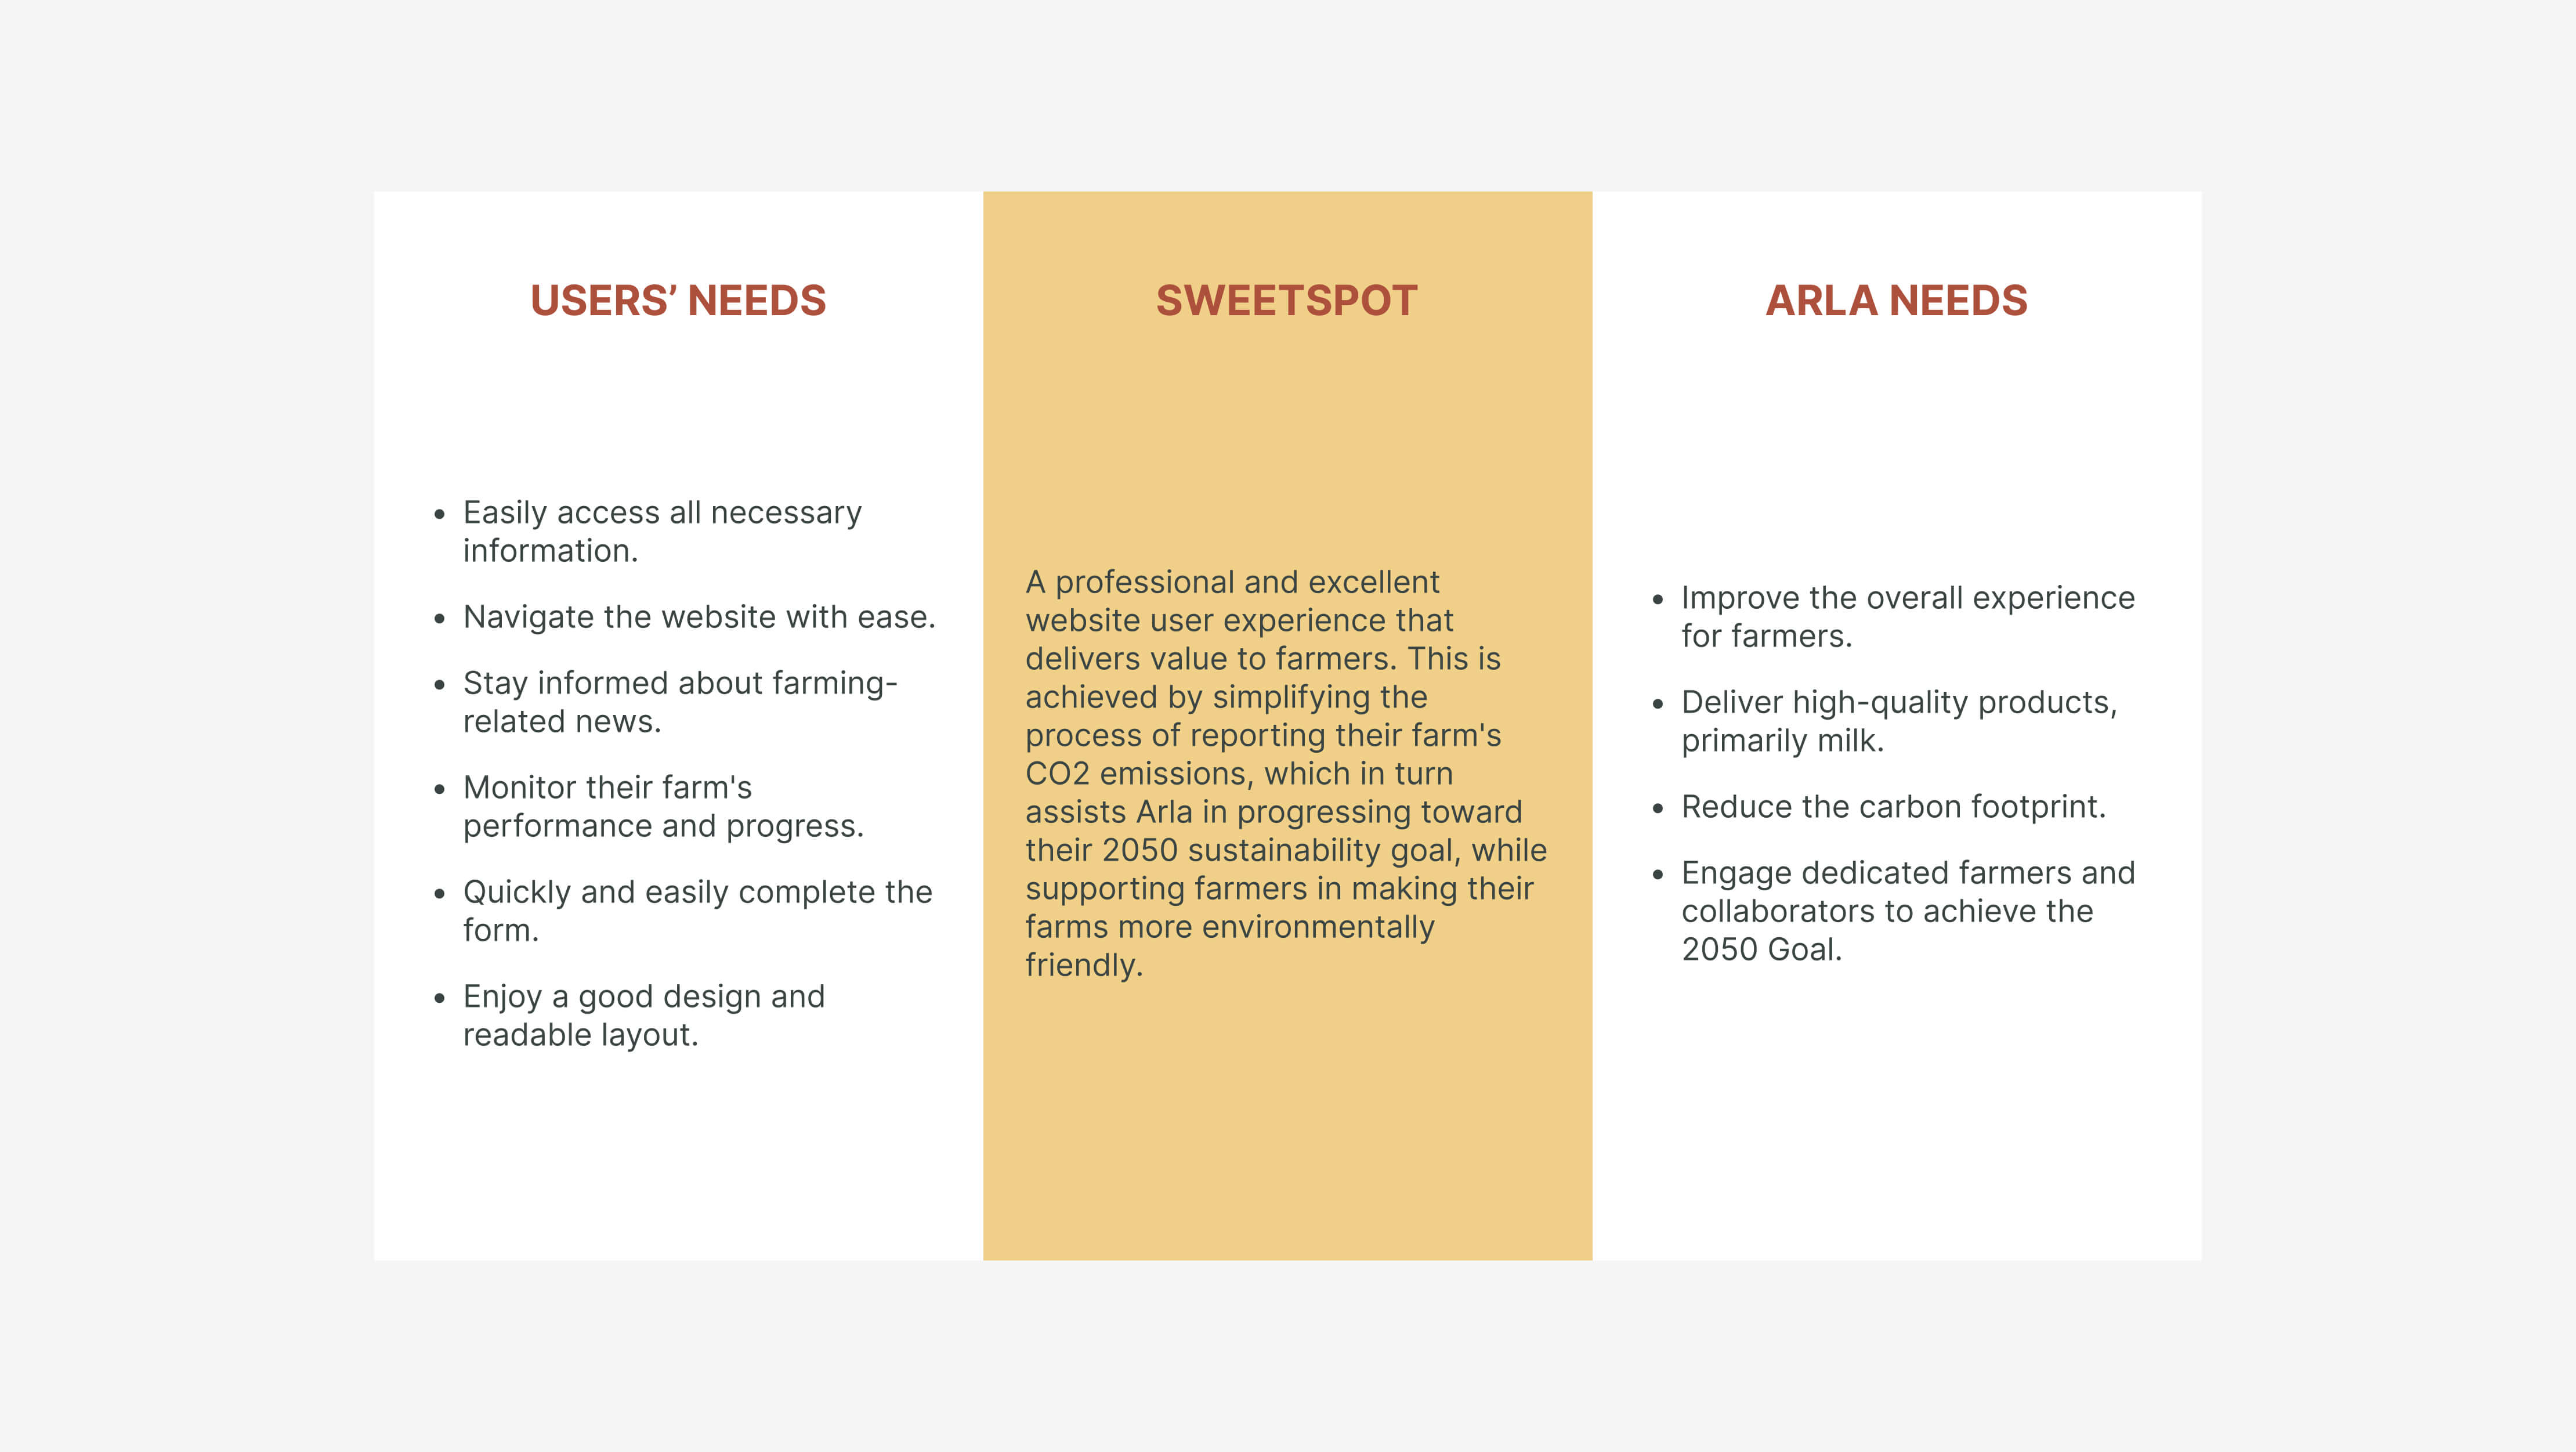 USERS’ NEEDS
• Easily access all necessary
information.
• Navigate the website with ease.
• Stay informed about farming-
related news.
• Monitor their farm's
performance and progress.
• Quickly and easily complete the
form.
• Enjoy a good design and
readable layout.
SWEETSPOT
A professional and excellent
website user experience that
delivers value to farmers. This is
achieved by simplifying the
process of reporting their farm's
CO2 emissions, which in turn
assists Arla in progressing toward
their 2050 sustainability goal, while
supporting farmers in making their
farms more environmentally
friendly.
ARLA NEEDS
• Improve the overall experience
for farmers.
• Deliver high-quality products,
primarily milk.
• Reduce the carbon footprint.
• Engage dedicated farmers and
collaborators to achieve the
2050 Goal.